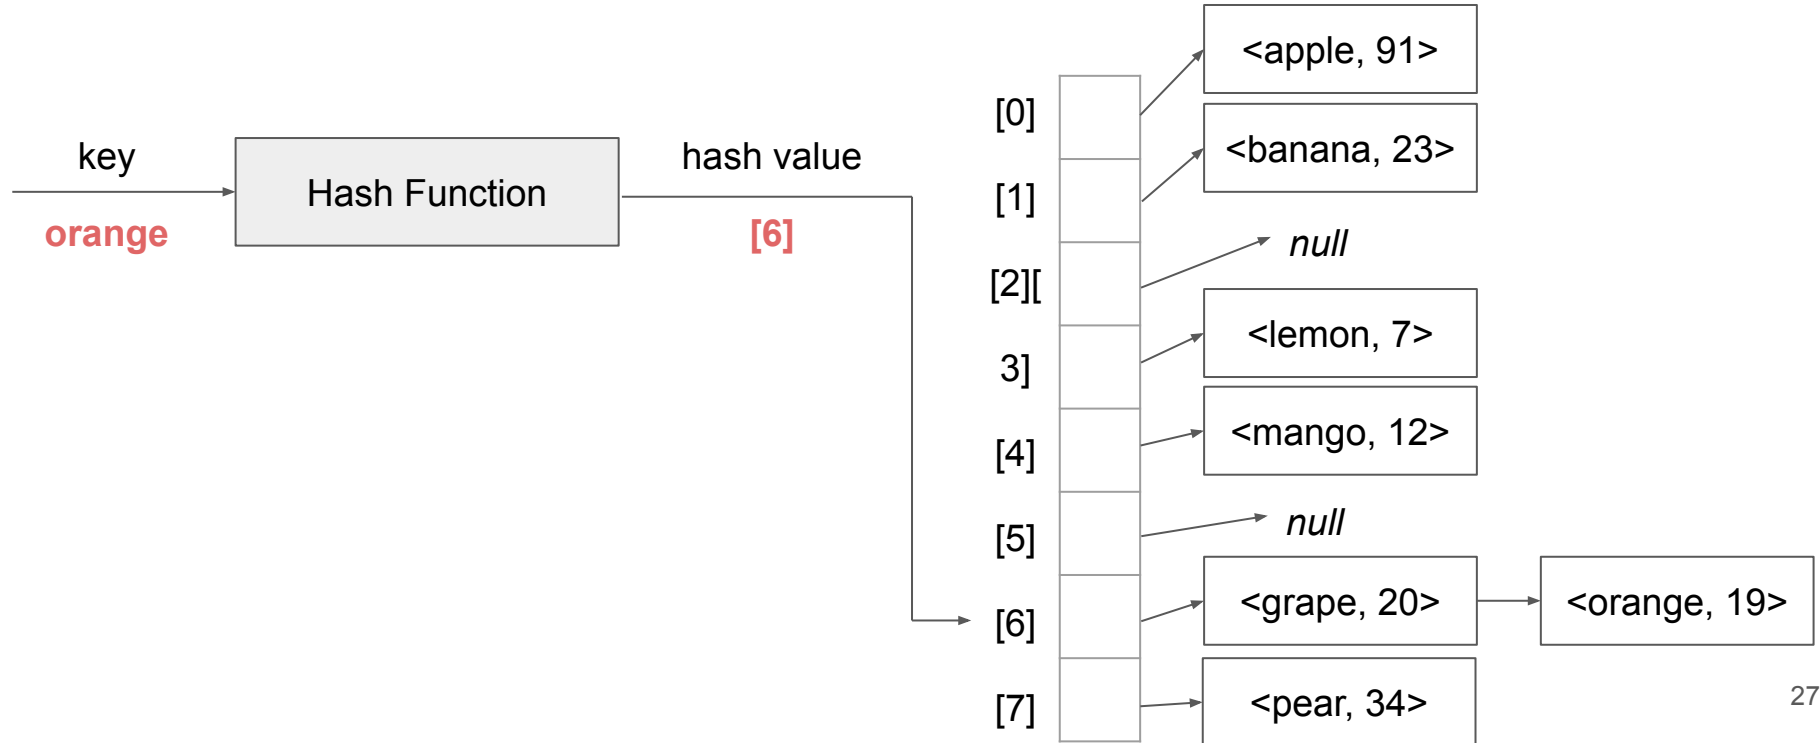 key
orange
Hash Function
hash value
[6]
[0]
<apple, 91>
[1]
<banana, 23>
[2][
null
3]
<lemon, 7>
[4]
<mango, 12>
[5]
null
[6]
<grape, 20>
<orange, 19>
[7]
<pear, 34>
27